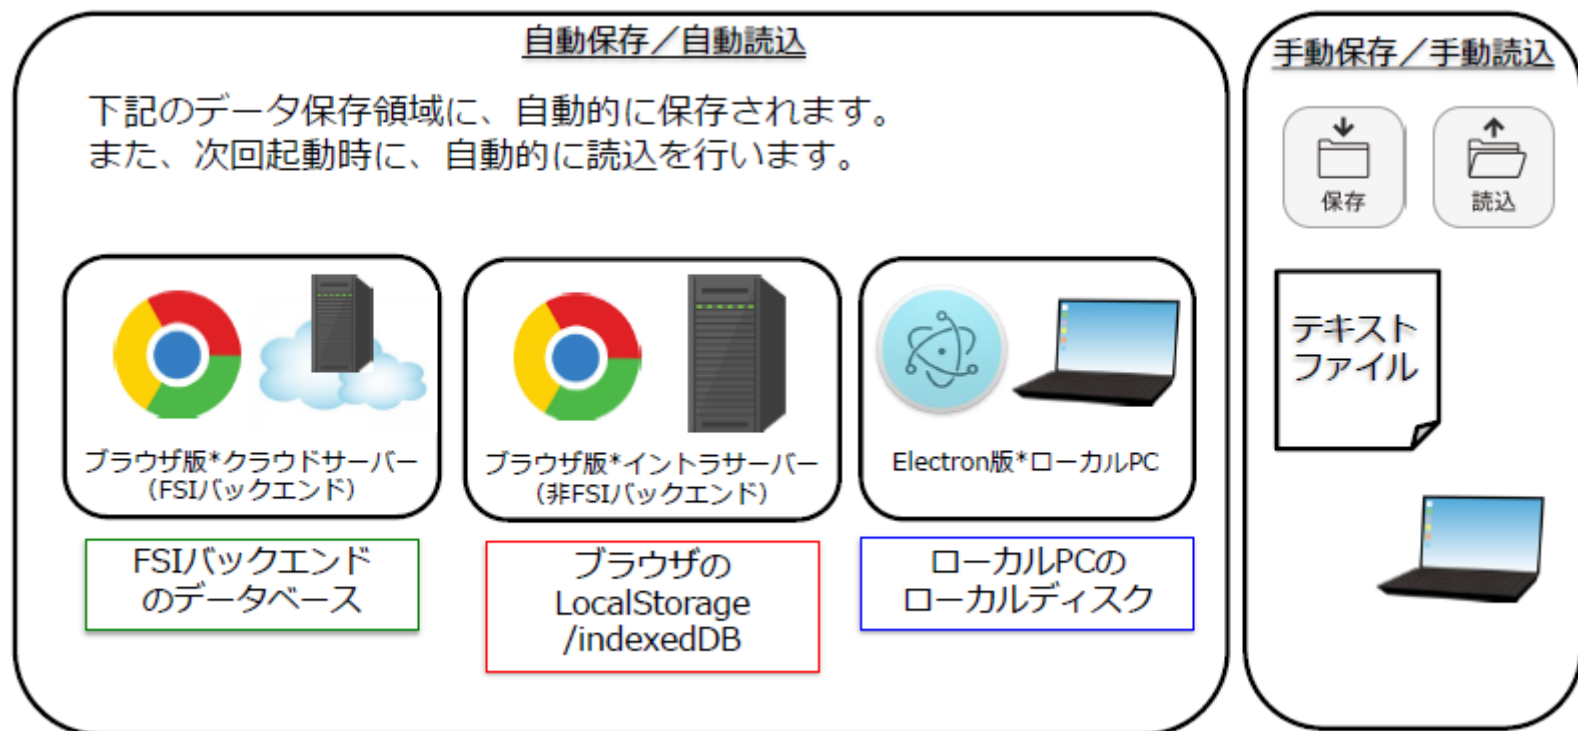 自動保存／自動読込
下記のデータ保存領域に、自動的に保存されます。
また、次回起動時に、自動的に読込を行います。
ブラウザ版*クラウドサーバー
（FSIバックエンド）
FSIバックエンド
のデータベース
ブラウザ版*イントラサーバー
（非FSIバックエンド）
ブラウザの
LocalStorage
/indexedDB
Electron版*ローカルPC
ローカルPCの
ローカルディスク
手動保存／手動読込
保存
読込
テキスト
ファイル